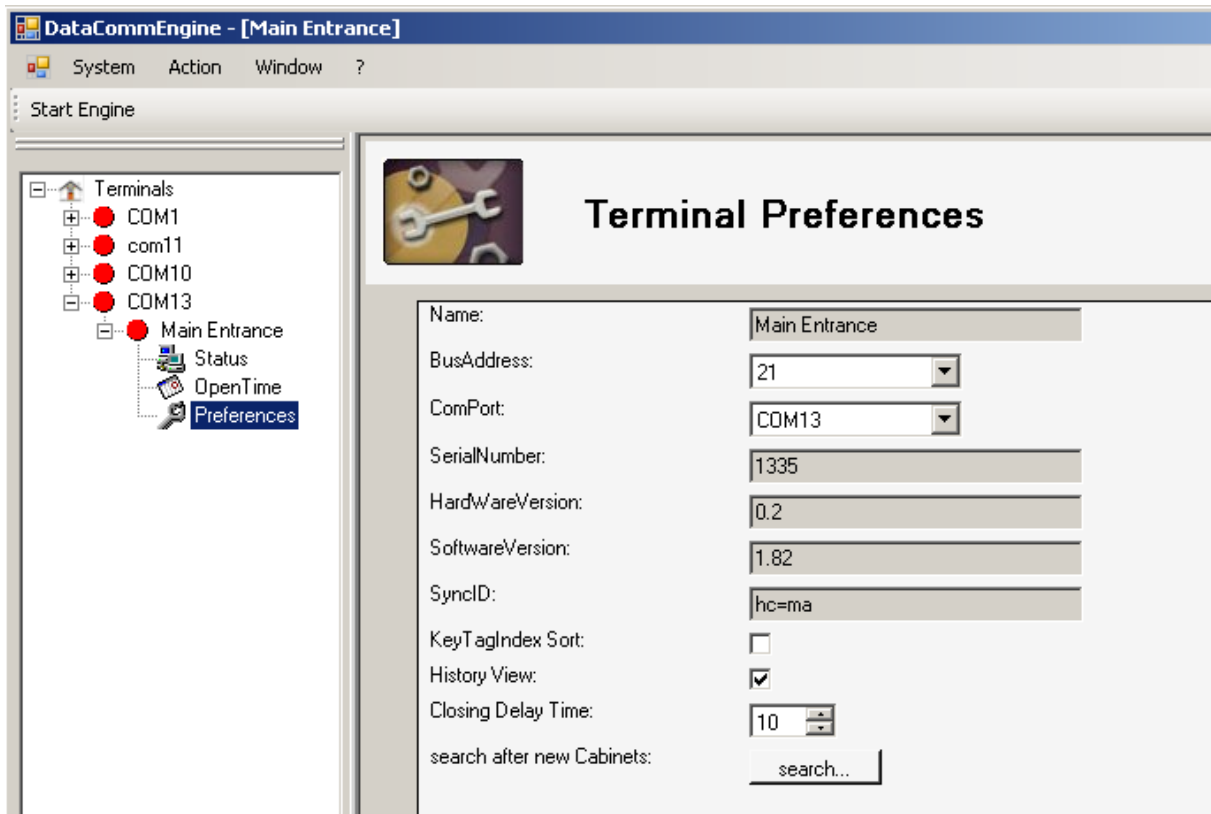 DataCommEngine - [Main Entrance]
System Action Window ?
Start Engine
Terminals
COM1
com11
COM10
COM13
Main Entrance
Status
OpenTime
Preferences
Terminal Preferences
Name: Main Entrance
BusAddress: 21
ComPort: COM13
SerialNumber: 1335
HardWareVersion: 0.2
SoftwareVersion: 1.82
SyncID: hc=ma
KeyTagIndex Sort:
History View:
Closing Delay Time: 10
search after new Cabinets: search...